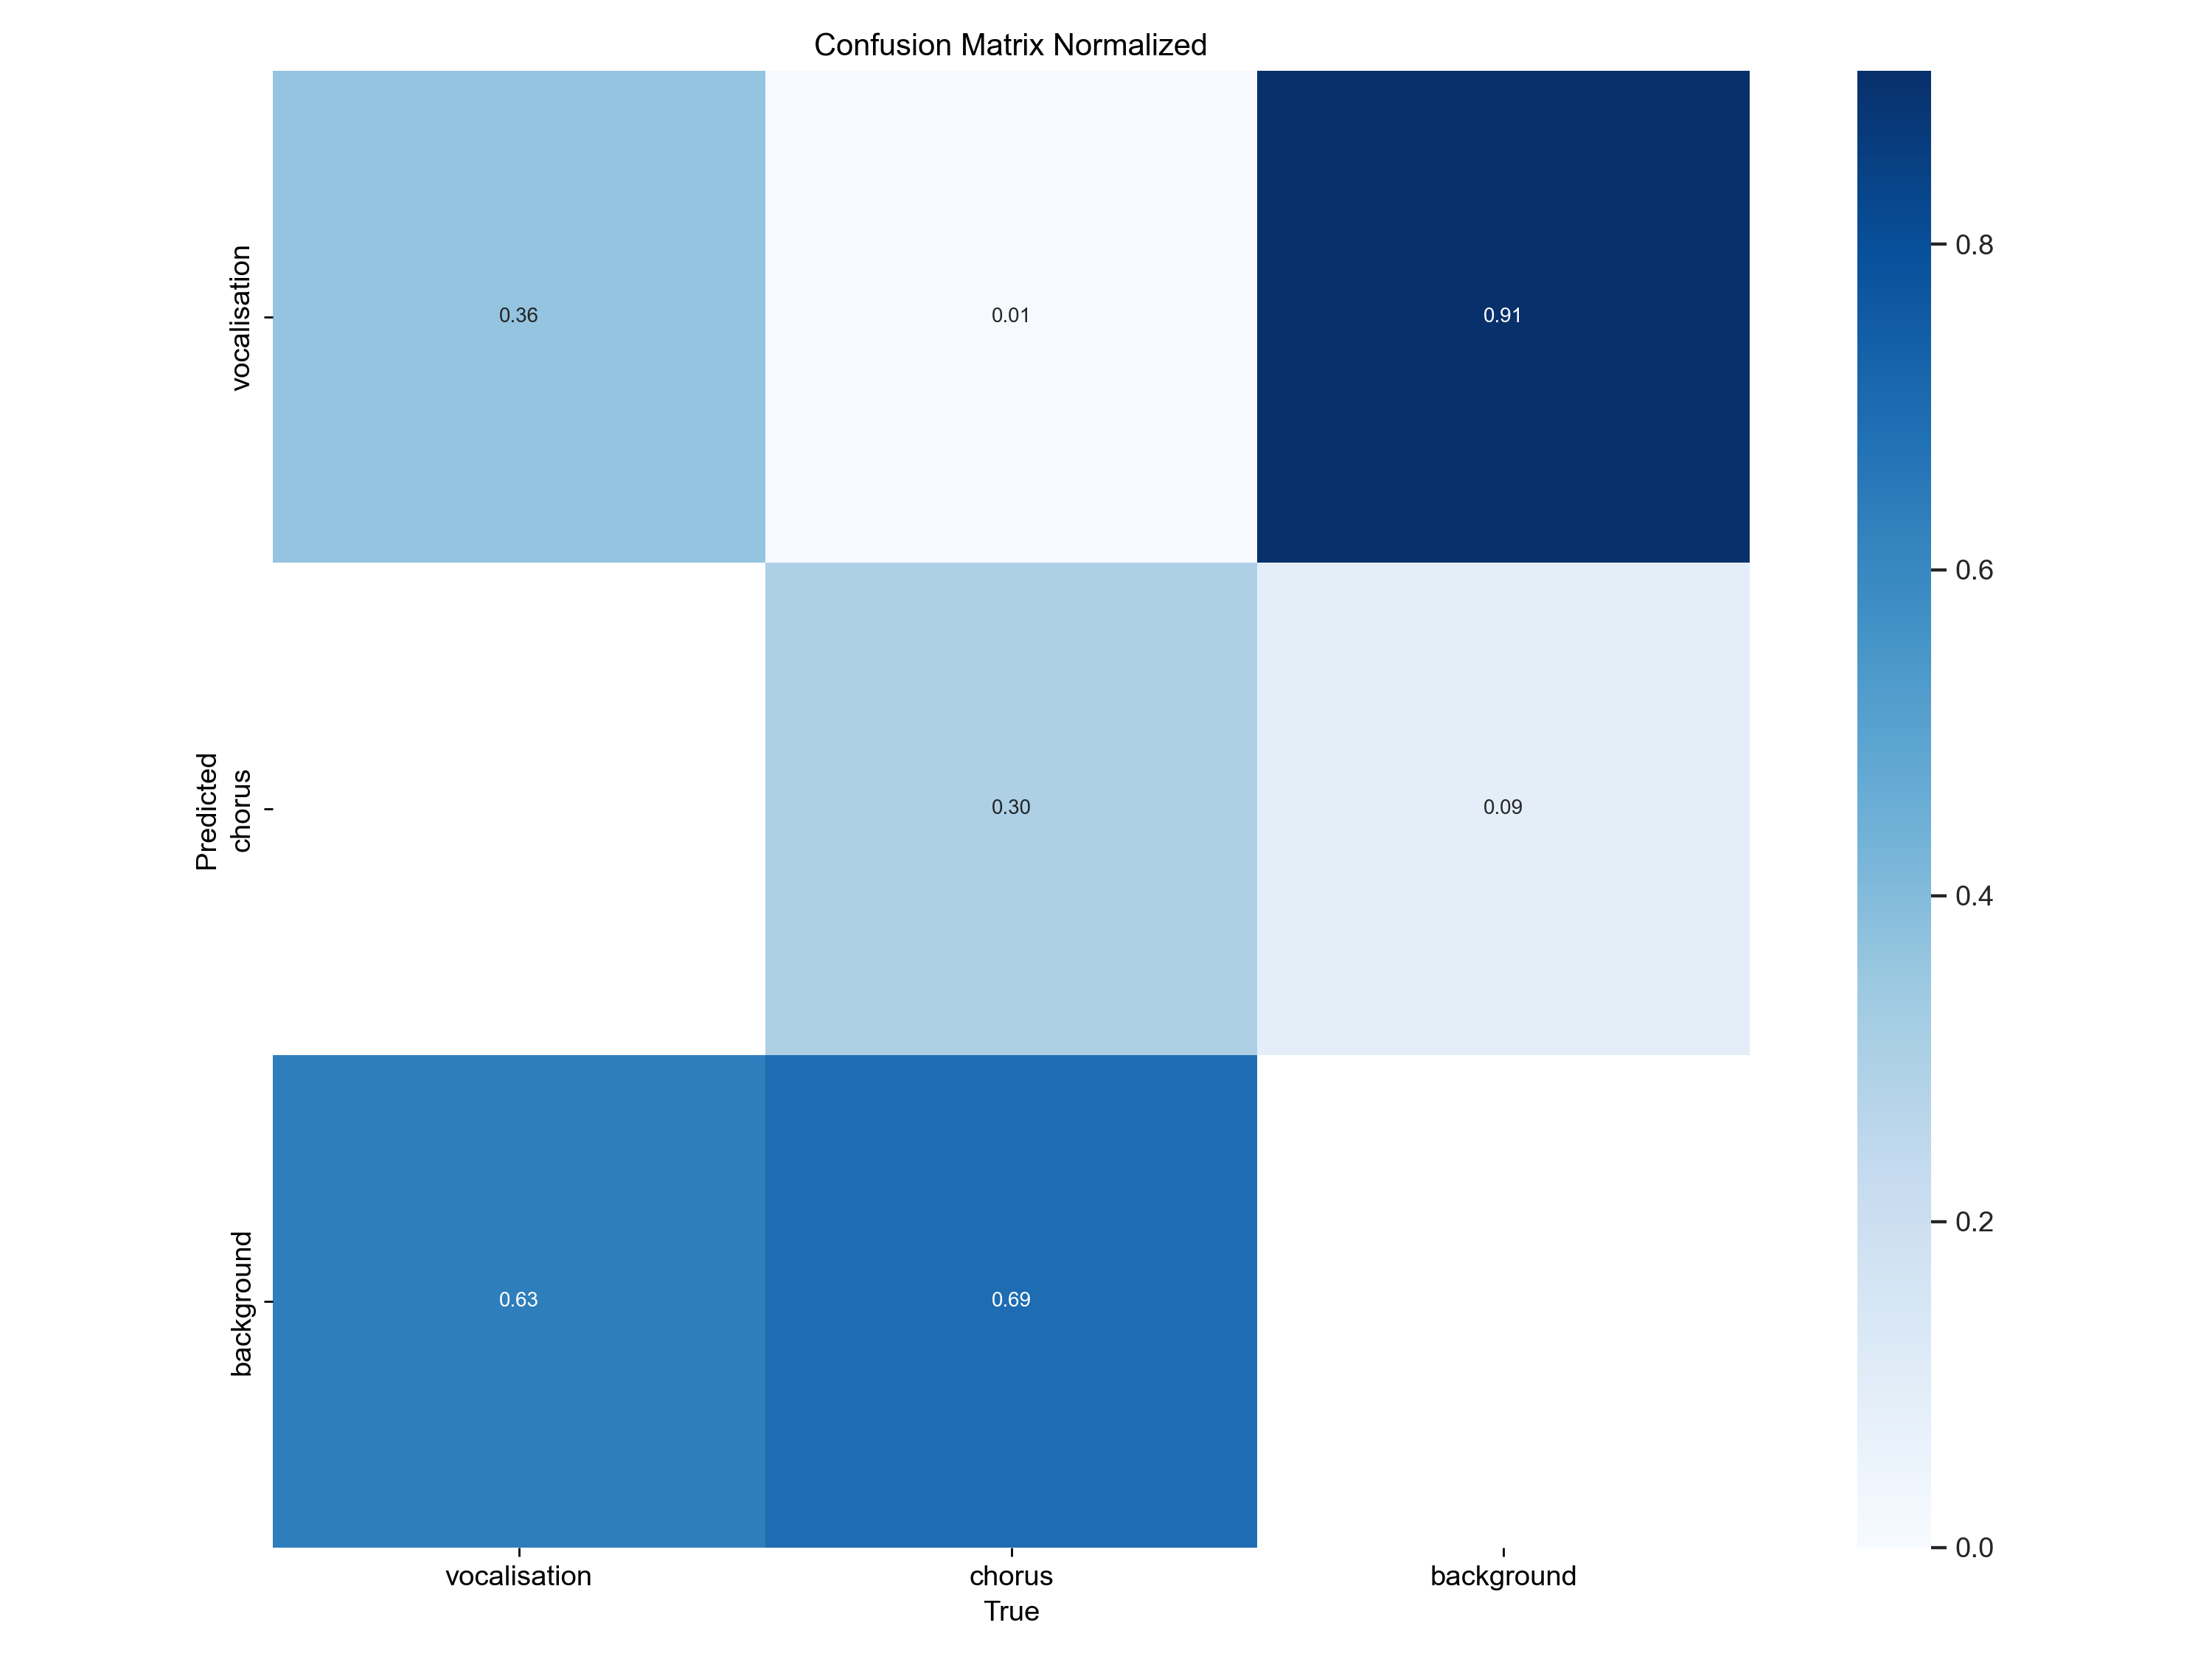 Confusion Matrix Normalized
vocalisation
0.36
0.01
0.91
0.8
0.6
Predicted
chorus
0.30
0.09
0.4
background
0.63
0.69
0.2
0.0
vocalisation
chorus
background
True